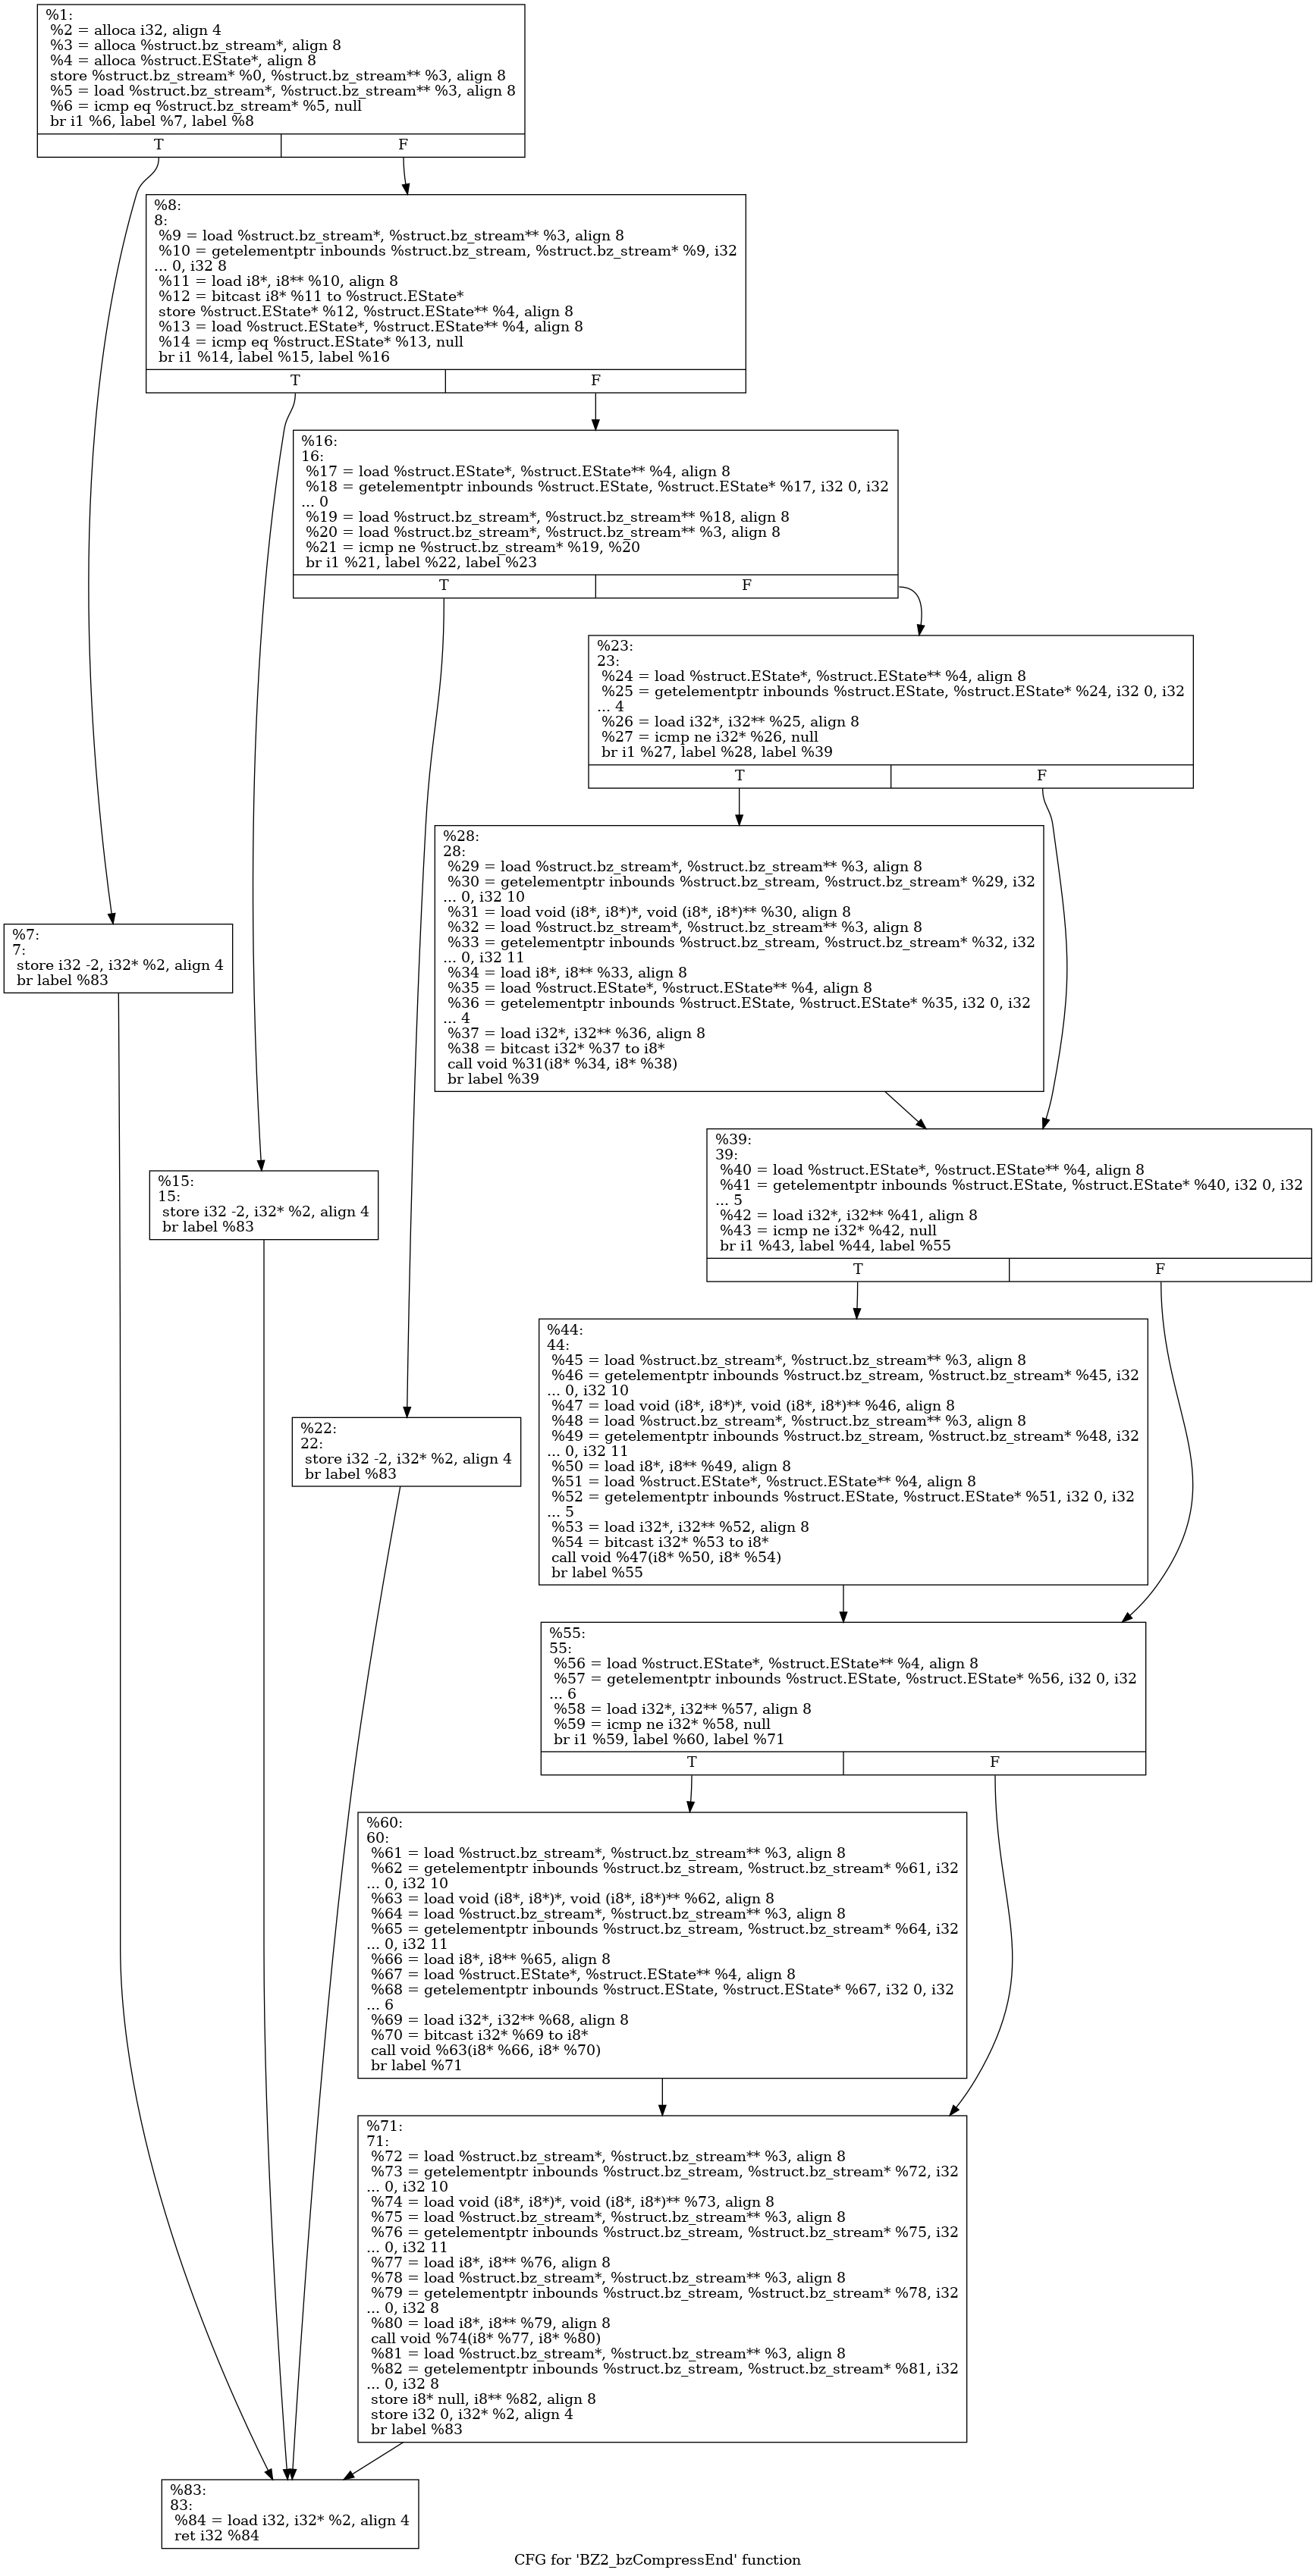 %1:
%2 = alloca i32, align 4
%3 = alloca %struct.bz_stream*, align 8
%4 = alloca %struct.EState*, align 8
store %struct.bz_stream* %0, %struct.bz_stream** %3, align 8
%5 = load %struct.bz_stream*, %struct.bz_stream** %3, align 8
%6 = icmp eq %struct.bz_stream* %5, null
br i1 %6, label %7, label %8
T
F
%8:
8:
%9 = load %struct.bz_stream*, %struct.bz_stream** %3, align 8
%10 = getelementptr inbounds %struct.bz_stream, %struct.bz_stream* %9, i32
... 0, i32 8
%11 = load i8*, i8** %10, align 8
%12 = bitcast i8* %11 to %struct.EState*
store %struct.EState* %12, %struct.EState** %4, align 8
%13 = load %struct.EState*, %struct.EState** %4, align 8
%14 = icmp eq %struct.EState* %13, null
br i1 %14, label %15, label %16
T
F
%16:
16:
%17 = load %struct.EState*, %struct.EState** %4, align 8
%18 = getelementptr inbounds %struct.EState, %struct.EState* %17, i32 0, i32
... 0
%19 = load %struct.bz_stream*, %struct.bz_stream** %18, align 8
%20 = load %struct.bz_stream*, %struct.bz_stream** %3, align 8
%21 = icmp ne %struct.bz_stream* %19, %20
br i1 %21, label %22, label %23
T
F
%23:
23:
%24 = load %struct.EState*, %struct.EState** %4, align 8
%25 = getelementptr inbounds %struct.EState, %struct.EState* %24, i32 0, i32
... 4
%26 = load i32*, i32** %25, align 8
%27 = icmp ne i32* %26, null
br i1 %27, label %28, label %39
T
F
%28:
28:
%29 = load %struct.bz_stream*, %struct.bz_stream** %3, align 8
%30 = getelementptr inbounds %struct.bz_stream, %struct.bz_stream* %29, i32
... 0, i32 10
%31 = load void (i8*, i8*)*, void (i8*, i8*)** %30, align 8
%32 = load %struct.bz_stream*, %struct.bz_stream** %3, align 8
%33 = getelementptr inbounds %struct.bz_stream, %struct.bz_stream* %32, i32
... 0, i32 11
%34 = load i8*, i8** %33, align 8
%35 = load %struct.EState*, %struct.EState** %4, align 8
%36 = getelementptr inbounds %struct.EState, %struct.EState* %35, i32 0, i32
... 4
%37 = load i32*, i32** %36, align 8
%38 = bitcast i32* %37 to i8*
call void %31(i8* %34, i8* %38)
br label %39
%7:
7:
store i32 -2, i32* %2, align 4
br label %83
%39:
39:
%40 = load %struct.EState*, %struct.EState** %4, align 8
%41 = getelementptr inbounds %struct.EState, %struct.EState* %40, i32 0, i32
... 5
%42 = load i32*, i32** %41, align 8
%43 = icmp ne i32* %42, null
br i1 %43, label %44, label %55
T
F
%15:
15:
store i32 -2, i32* %2, align 4
br label %83
%44:
44:
%45 = load %struct.bz_stream*, %struct.bz_stream** %3, align 8
%46 = getelementptr inbounds %struct.bz_stream, %struct.bz_stream* %45, i32
... 0, i32 10
%47 = load void (i8*, i8*)*, void (i8*, i8*)** %46, align 8
%48 = load %struct.bz_stream*, %struct.bz_stream** %3, align 8
%49 = getelementptr inbounds %struct.bz_stream, %struct.bz_stream* %48, i32
... 0, i32 11
%50 = load i8*, i8** %49, align 8
%51 = load %struct.EState*, %struct.EState** %4, align 8
%52 = getelementptr inbounds %struct.EState, %struct.EState* %51, i32 0, i32
... 5
%53 = load i32*, i32** %52, align 8
%54 = bitcast i32* %53 to i8*
call void %47(i8* %50, i8* %54)
br label %55
%22:
22:
store i32 -2, i32* %2, align 4
br label %83
%55:
55:
%56 = load %struct.EState*, %struct.EState** %4, align 8
%57 = getelementptr inbounds %struct.EState, %struct.EState* %56, i32 0, i32
... 6
%58 = load i32*, i32** %57, align 8
%59 = icmp ne i32* %58, null
br i1 %59, label %60, label %71
T
F
%60:
60:
%61 = load %struct.bz_stream*, %struct.bz_stream** %3, align 8
%62 = getelementptr inbounds %struct.bz_stream, %struct.bz_stream* %61, i32
... 0, i32 10
%63 = load void (i8*, i8*)*, void (i8*, i8*)** %62, align 8
%64 = load %struct.bz_stream*, %struct.bz_stream** %3, align 8
%65 = getelementptr inbounds %struct.bz_stream, %struct.bz_stream* %64, i32
... 0, i32 11
%66 = load i8*, i8** %65, align 8
%67 = load %struct.EState*, %struct.EState** %4, align 8
%68 = getelementptr inbounds %struct.EState, %struct.EState* %67, i32 0, i32
... 6
%69 = load i32*, i32** %68, align 8
%70 = bitcast i32* %69 to i8*
call void %63(i8* %66, i8* %70)
br label %71
%71:
71:
%72 = load %struct.bz_stream*, %struct.bz_stream** %3, align 8
%73 = getelementptr inbounds %struct.bz_stream, %struct.bz_stream* %72, i32
... 0, i32 10
%74 = load void (i8*, i8*)*, void (i8*, i8*)** %73, align 8
%75 = load %struct.bz_stream*, %struct.bz_stream** %3, align 8
%76 = getelementptr inbounds %struct.bz_stream, %struct.bz_stream* %75, i32
... 0, i32 11
%77 = load i8*, i8** %76, align 8
%78 = load %struct.bz_stream*, %struct.bz_stream** %3, align 8
%79 = getelementptr inbounds %struct.bz_stream, %struct.bz_stream* %78, i32
... 0, i32 8
%80 = load i8*, i8** %79, align 8
call void %74(i8* %77, i8* %80)
%81 = load %struct.bz_stream*, %struct.bz_stream** %3, align 8
%82 = getelementptr inbounds %struct.bz_stream, %struct.bz_stream* %81, i32
... 0, i32 8
store i8* null, i8** %82, align 8
store i32 0, i32* %2, align 4
br label %83
%83:
83:
%84 = load i32, i32* %2, align 4
ret i32 %84
CFG for 'BZ2_bzCompressEnd' function